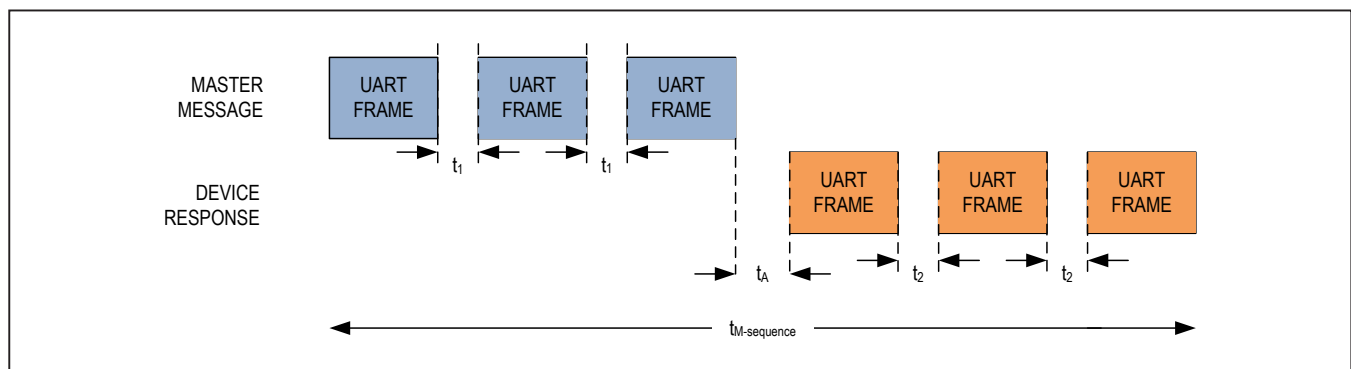 MASTER
MESSAGE
UART
FRAME
UART
FRAME
UART
FRAME
t1
t1
DEVICE
RESPONSE
UART
FRAME
UART
FRAME
UART
FRAME
tA
t2
t2
tM-sequence